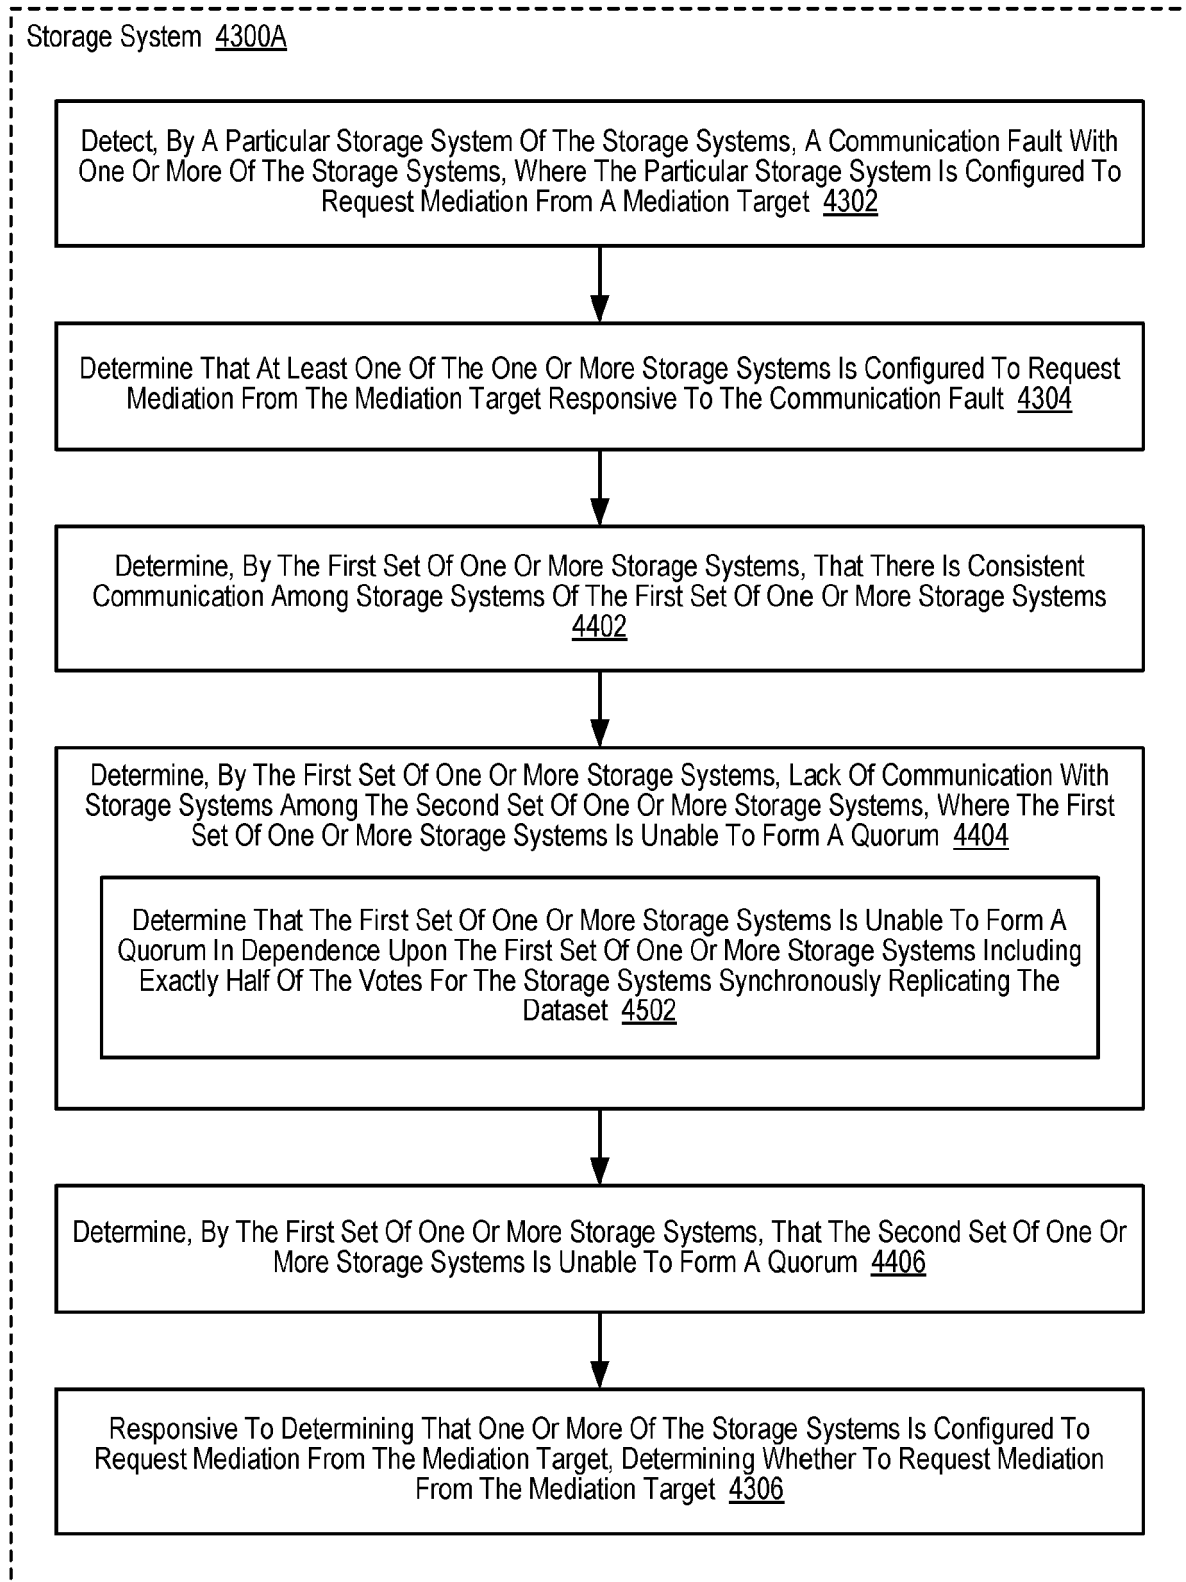 Storage System 4300A
Detect, By A Particular Storage System Of The Storage Systems, A Communication Fault With
One Or More Of The Storage Systems, Where The Particular Storage System Is Configured To
Request Mediation From A Mediation Target 4302
Determine That At Least One Of The One Or More Storage Systems Is Configured To Request
Mediation From The Mediation Target Responsive To The Communication Fault 4304
Determine, By The First Set Of One Or More Storage Systems, That There Is Consistent
Communication Among Storage Systems Of The First Set Of One Or More Storage Systems
4402
Determine, By The First Set Of One Or More Storage Systems, Lack Of Communication With
Storage Systems Among The Second Set Of One Or More Storage Systems, Where The First
Set Of One Or More Storage Systems Is Unable To Form A Quorum 4404
Determine That The First Set Of One Or More Storage Systems Is Unable To Form A
Quorum In Dependence Upon The First Set Of One Or More Storage Systems Including
Exactly Half Of The Votes For The Storage Systems Synchronously Replicating The
Dataset 4502
Determine, By The First Set Of One Or More Storage Systems, That The Second Set Of One Or
More Storage Systems Is Unable To Form A Quorum 4406
Responsive To Determining That One Or More Of The Storage Systems Is Configured To
Request Mediation From The Mediation Target, Determining Whether To Request Mediation
From The Mediation Target 4306